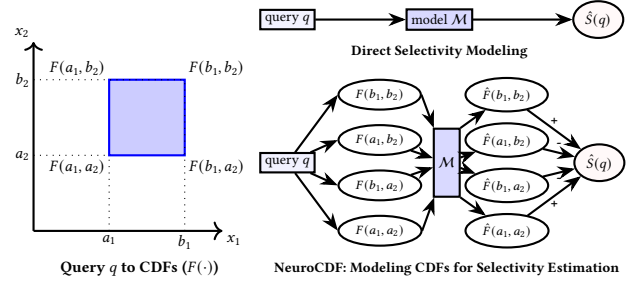 x₂
b₂
a₂
F(a₁, b₂)
F(b₁, b₂)
F(a₁, a₂)
F(b₁, a₂)
a₁
b₁
x₁
Query q to CDFs (F(·))
query q
model M
Ŝ(q)
Direct Selectivity Modeling
query q
F(b₁, b₂)
F(a₁, b₂)
F(b₁, a₂)
F(a₁, a₂)
M
F̂(b₁, b₂)
F̂(a₁, b₂)
F̂(b₁, a₂)
F̂(a₁, a₂)
+
-
-
+
Ŝ(q)
NeuroCDF: Modeling CDFs for Selectivity Estimation